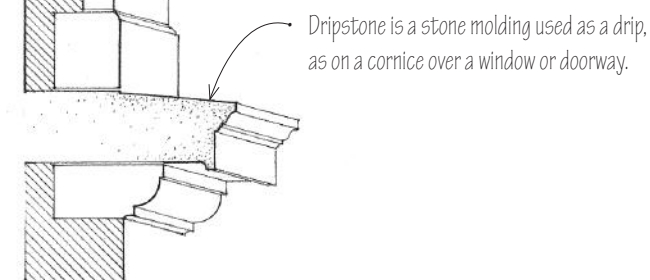 Dripstone is a stone molding used as a drip,
as on a cornice over a window or doorway.